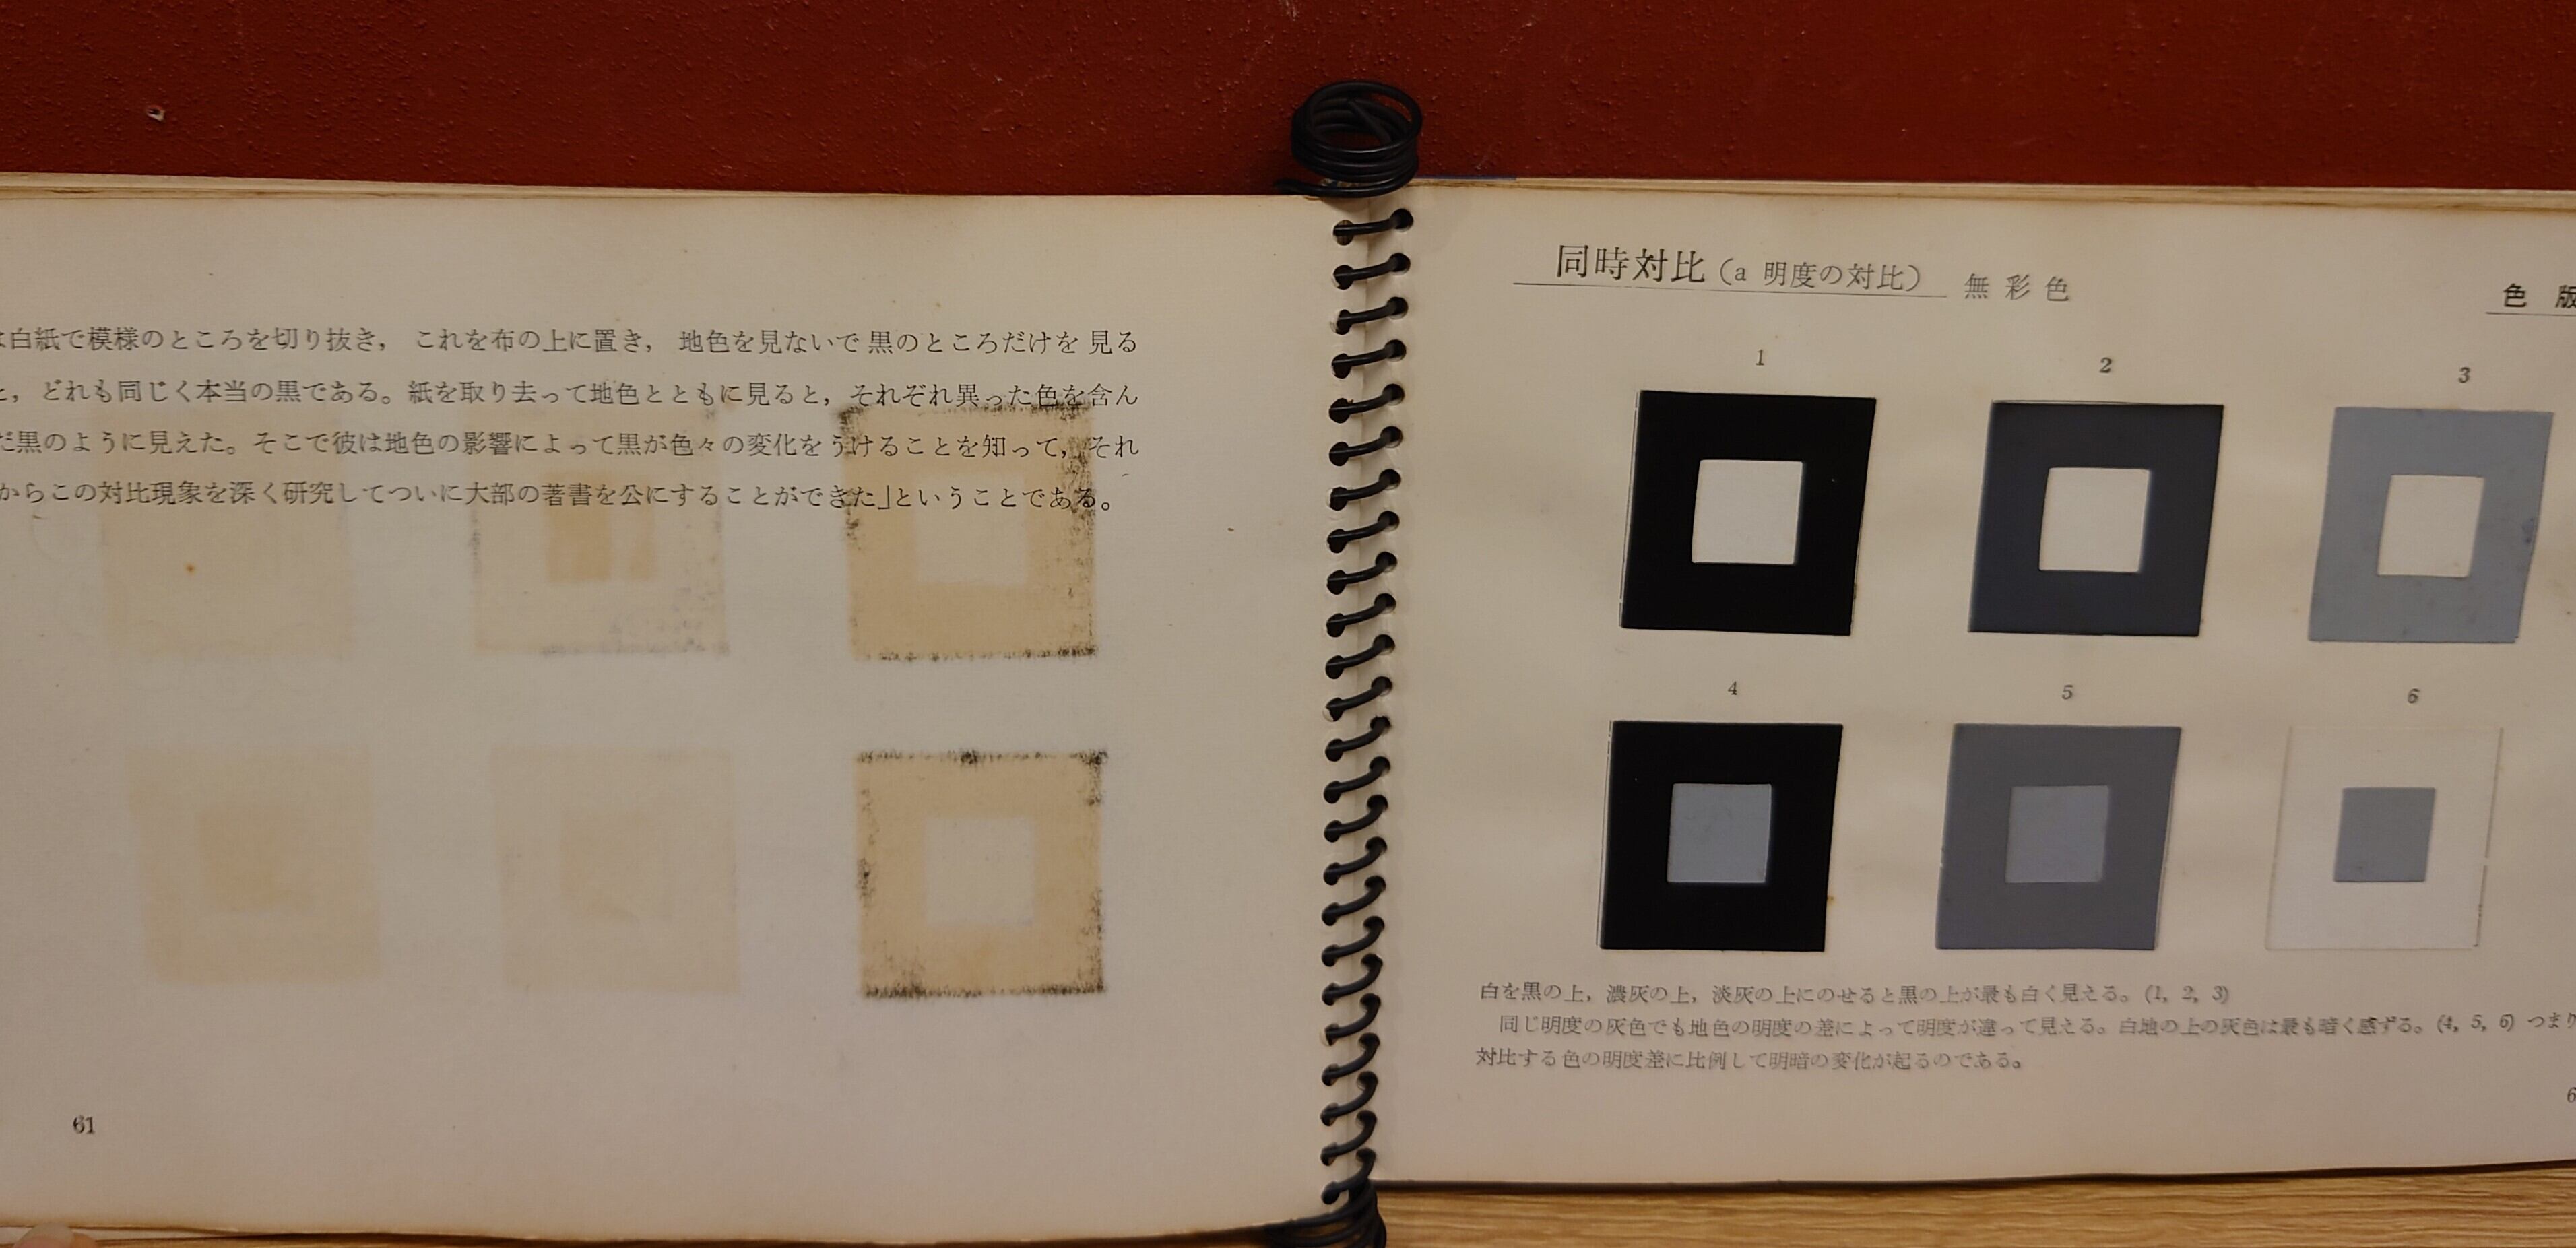 は白紙で模様のところを切り抜き， これを布の上に置き， 地色を見ないで 黒のところだけを 見る
と，どれも同じく本当の黒である。紙を取り去って地色とともに見ると，それぞれ異った色を含ん
だ黒のように見えた。そこで彼は地色の影響によって黒が色々の変化をうけることを知って，それ
からこの対比現象を深く研究してついに大部の著書を公にすることができた」ということである。
61
同時対比（a 明度の対比） 無 彩 色
色 版
1 2 3
4 5 6
白を黒の上，濃灰の上，淡灰の上にのせると黒の上が最も白く見える。(1, 2, 3)
同じ明度の灰色でも地色の明度の差によって明度が違って見える。白地の上の灰色は最も暗く感ずる。(4, 5, 6) つまり
対比する色の明度差に比例して明暗の変化が起るのである。